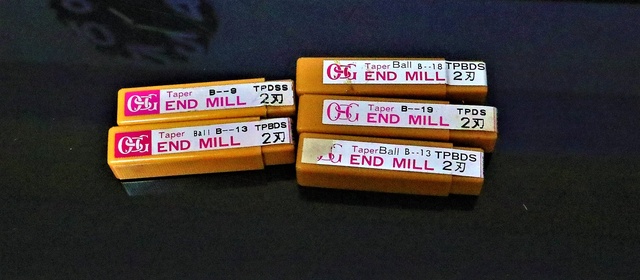 OSG Taper B--9 TPDSS
END MILL 2刃
OSG Taper Ball B--13 TPBDS
END MILL 2刃
OSG Taper Ball B--18 TPBDS
END MILL 2刃
OSG Taper B--19 TPDS
END MILL 2刃
OSG Taper Ball B--13 TPBDS
END MILL 2刃